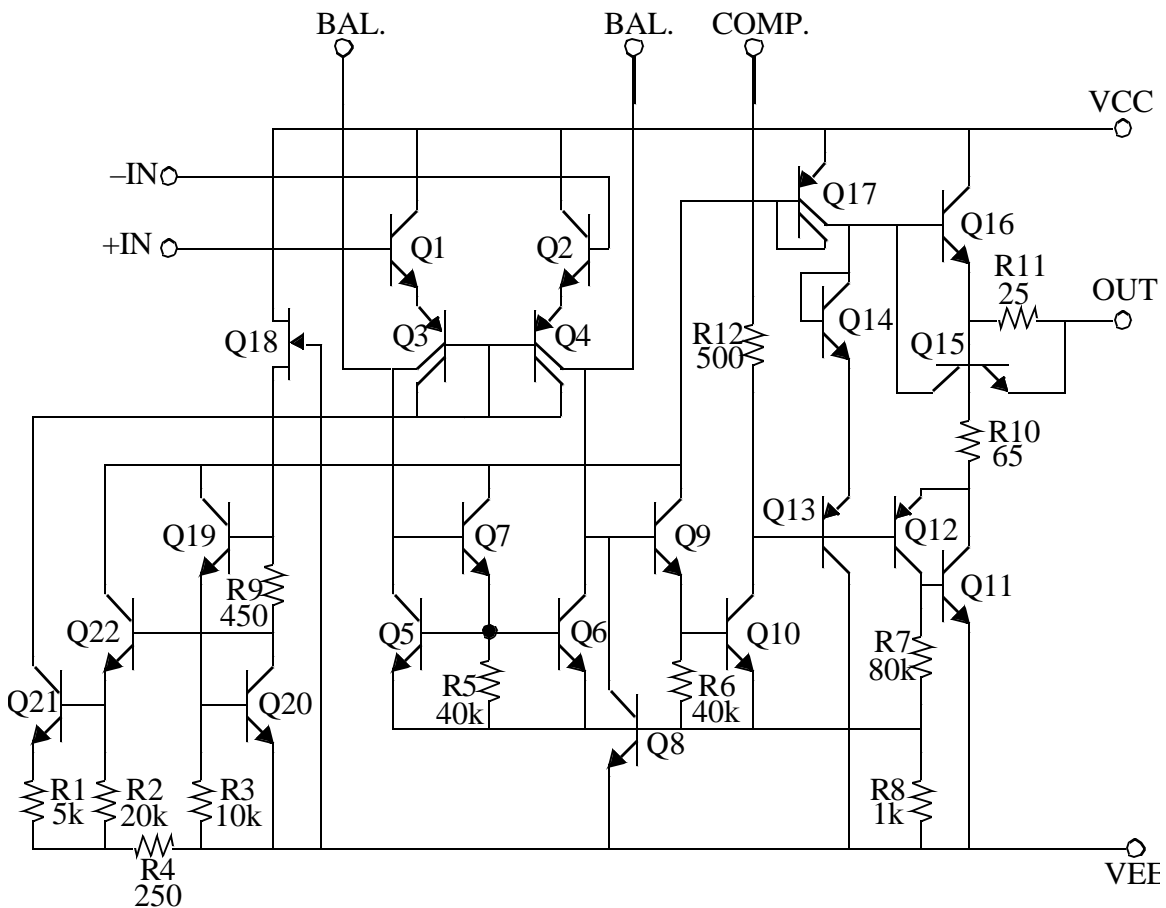 BAL.
BAL.
COMP.
VCC
–IN
Q17
Q16
+IN
Q1
Q2
R11
25
OUT
Q18
Q3
Q4
R12
500
Q14
Q15
R10
65
Q19
Q7
Q9
Q13
Q12
R9
450
Q11
Q22
Q5
Q6
Q10
R7
80k
R5
40k
R6
40k
Q21
Q20
Q8
R1
5k
R2
20k
R3
10k
R8
1k
R4
250
VEE